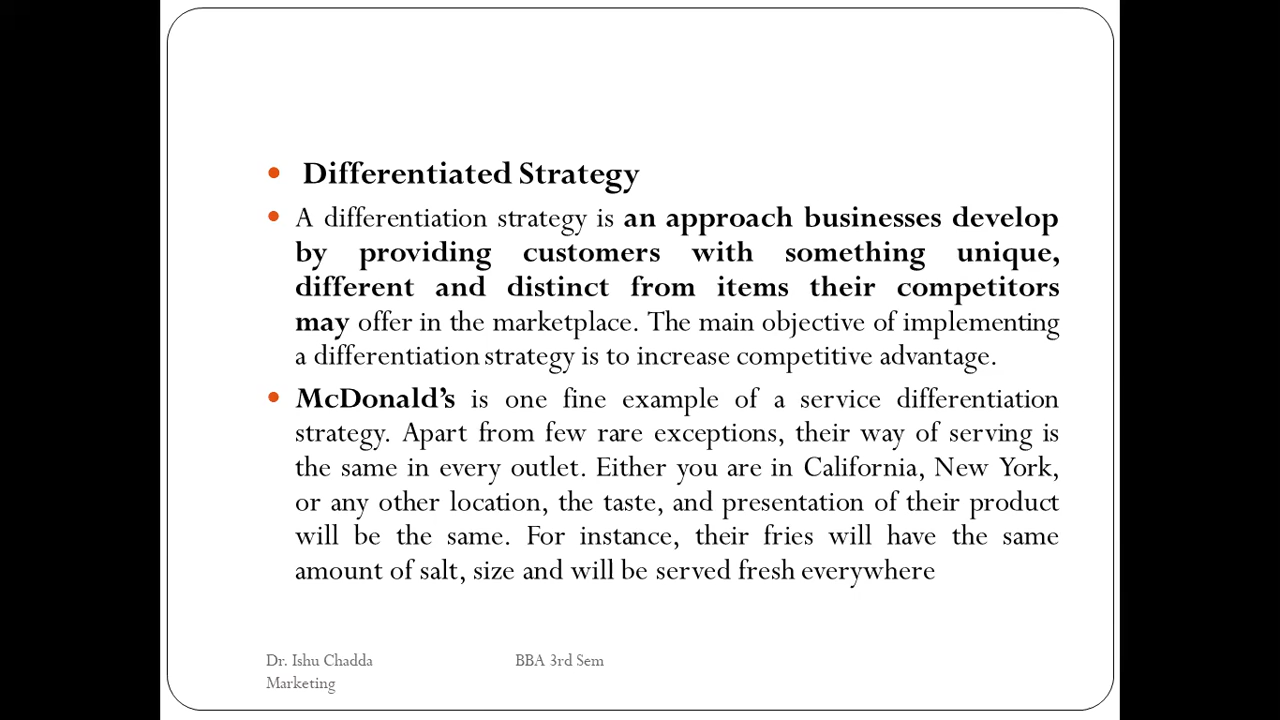 Differentiated Strategy
A differentiation strategy is an approach businesses develop
by providing customers with something unique,
different and distinct from items their competitors
may offer in the marketplace. The main objective of implementing
a differentiation strategy is to increase competitive advantage.
McDonald's is one fine example of a service differentiation
strategy. Apart from few rare exceptions, their way of serving is
the same in every outlet. Either you are in California, New York,
or any other location, the taste, and presentation of their product
will be the same. For instance, their fries will have the same
amount of salt, size and will be served fresh everywhere
Dr. Ishu Chadda
Marketing
BBA 3rd Sem